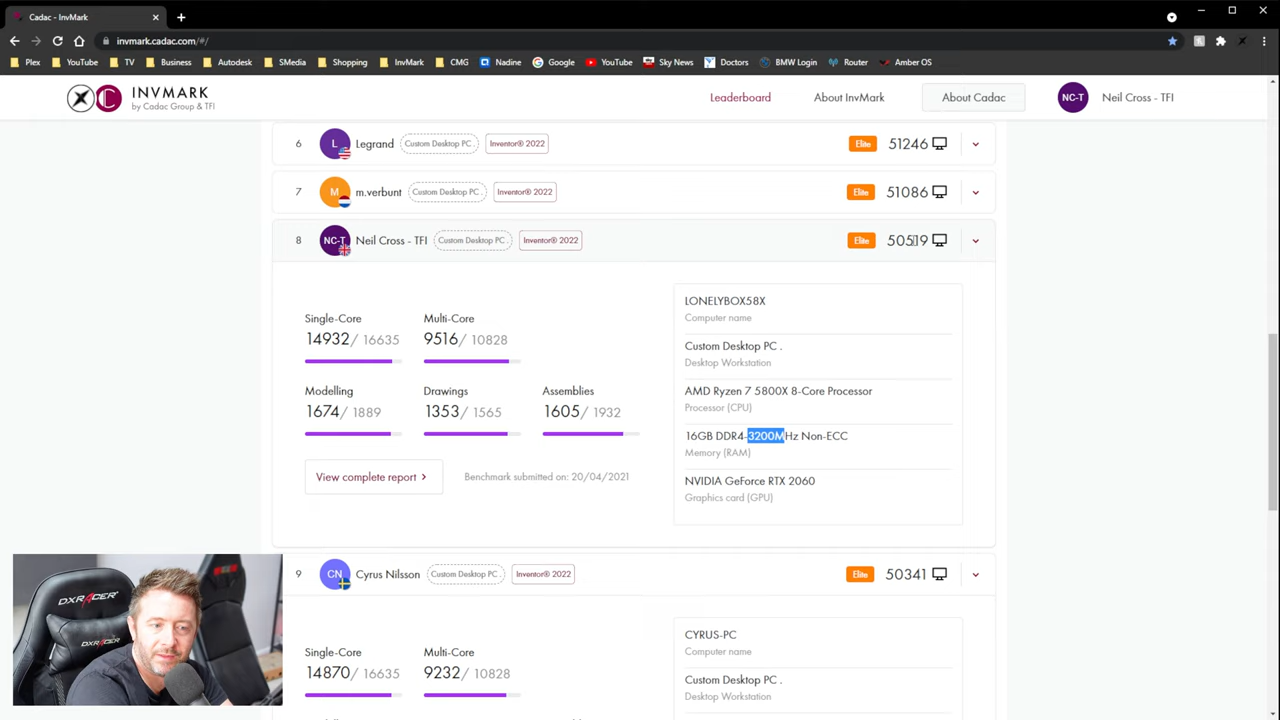 Cadac - InvMark
invmark.cadac.com/#/
Plex YouTube TV Business Autodesk SMedia Shopping InvMark CMG Nadine Google YouTube Sky News Doctors BMW Login Router Amber OS
INVMARK
by Cadac Group & TFI
Leaderboard About InvMark About Cadac NC-T Neil Cross - TFI
6 L Legrand Custom Desktop PC . Inventor® 2022 Elite 51246
7 M m.verbunt Custom Desktop PC . Inventor® 2022 Elite 51086
8 NC-T Neil Cross - TFI Custom Desktop PC . Inventor® 2022 Elite 50519
Single-Core Multi-Core
14932/ 16635 9516/ 10828
Modelling Drawings Assemblies
1674/ 1889 1353/ 1565 1605/ 1932
View complete report Benchmark submitted on: 20/04/2021
LONELYBOX58X
Computer name
Custom Desktop PC .
Desktop Workstation
AMD Ryzen 7 5800X 8-Core Processor
Processor (CPU)
16GB DDR4-3200MHz Non-ECC
Memory (RAM)
NVIDIA GeForce RTX 2060
Graphics card (GPU)
9 CN Cyrus Nilsson Custom Desktop PC . Inventor® 2022 Elite 50341
Single-Core Multi-Core
14870/ 16635 9232/ 10828
CYRUS-PC
Computer name
Custom Desktop PC .
Desktop Workstation
DXRACER
DXRACER